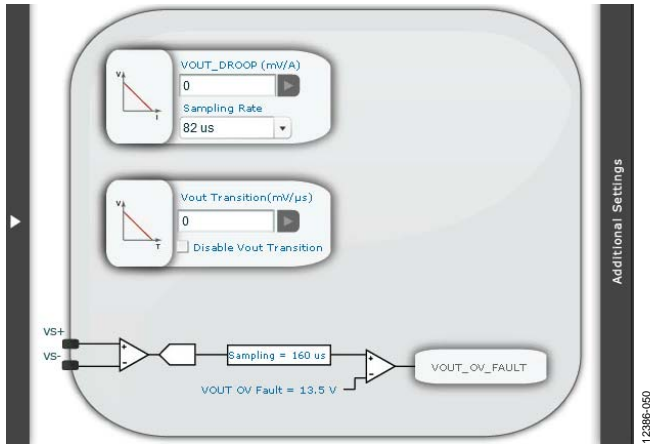 VOUT_DROOP (mV/A)
V
I
0
Sampling Rate
82 us
Vout Transition(mV/µs)
V
T
0
Disable Vout Transition
Additional Settings
VS+
VS-
+
-
Sampling = 160 us
+
-
VOUT OV Fault = 13.5 V
VOUT_OV_FAULT
12386-050